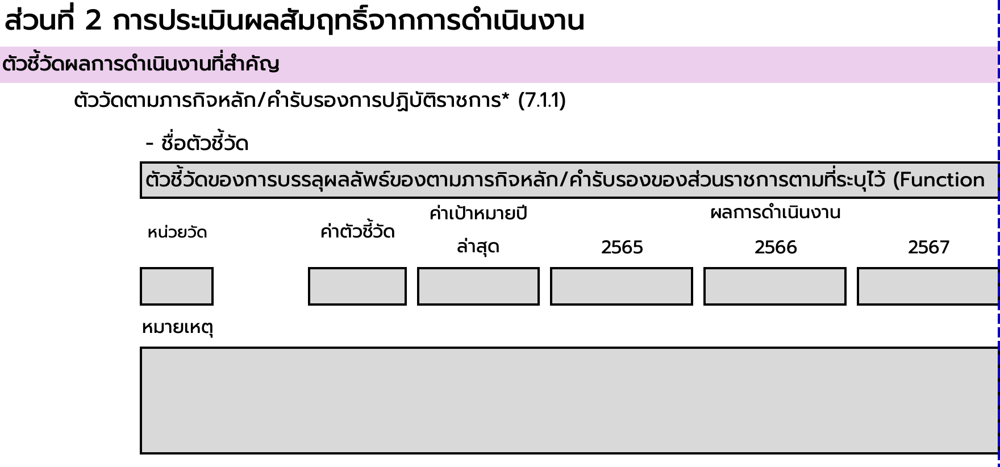 ส่วนที่ 2 การประเมินผลสัมฤทธิ์จากการดำเนินงาน
ตัวชี้วัดผลการดำเนินงานที่สำคัญ
ตัววัดตามภารกิจหลัก/คำรับรองการปฏิบัติราชการ* (7.1.1)
- ชื่อตัวชี้วัด
ตัวชี้วัดของการบรรลุผลลัพธ์ของตามภารกิจหลัก/คำรับรองของส่วนราชการตามที่ระบุไว้ (Function
หน่วยวัด ค่าตัวชี้วัด ค่าเป้าหมายปี ผลการดำเนินงาน
ล่าสุด 2565 2566 2567
หมายเหตุ